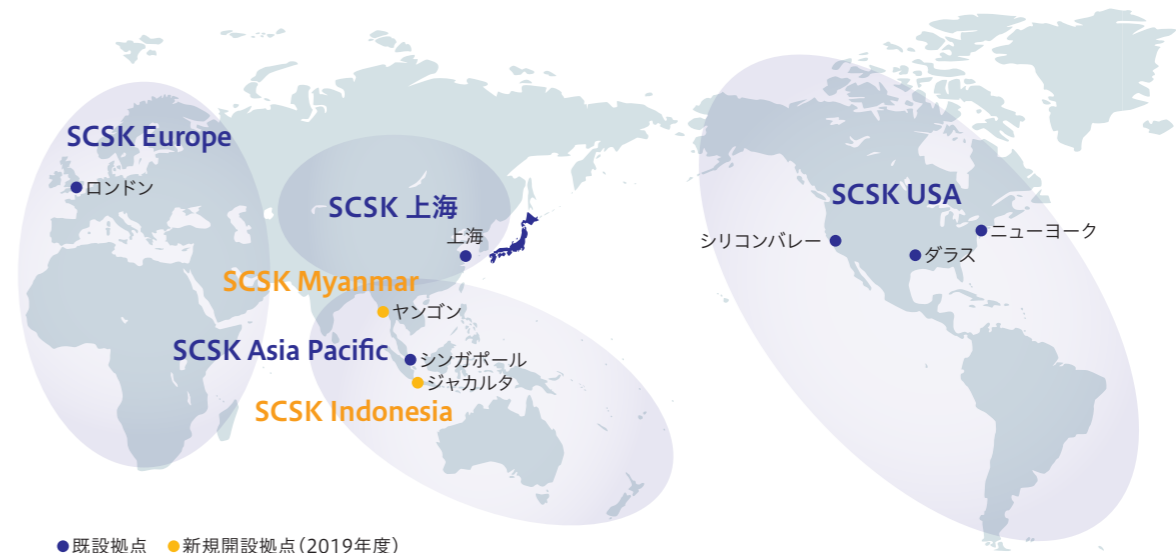 SCSK Europe
ロンドン
SCSK 上海
上海
SCSK Myanmar
ヤンゴン
SCSK Asia Pacific
シンガポール
ジャカルタ
SCSK Indonesia
SCSK USA
シリコンバレー
ニューヨーク
ダラス
●既設拠点 ●新規開設拠点(2019年度)